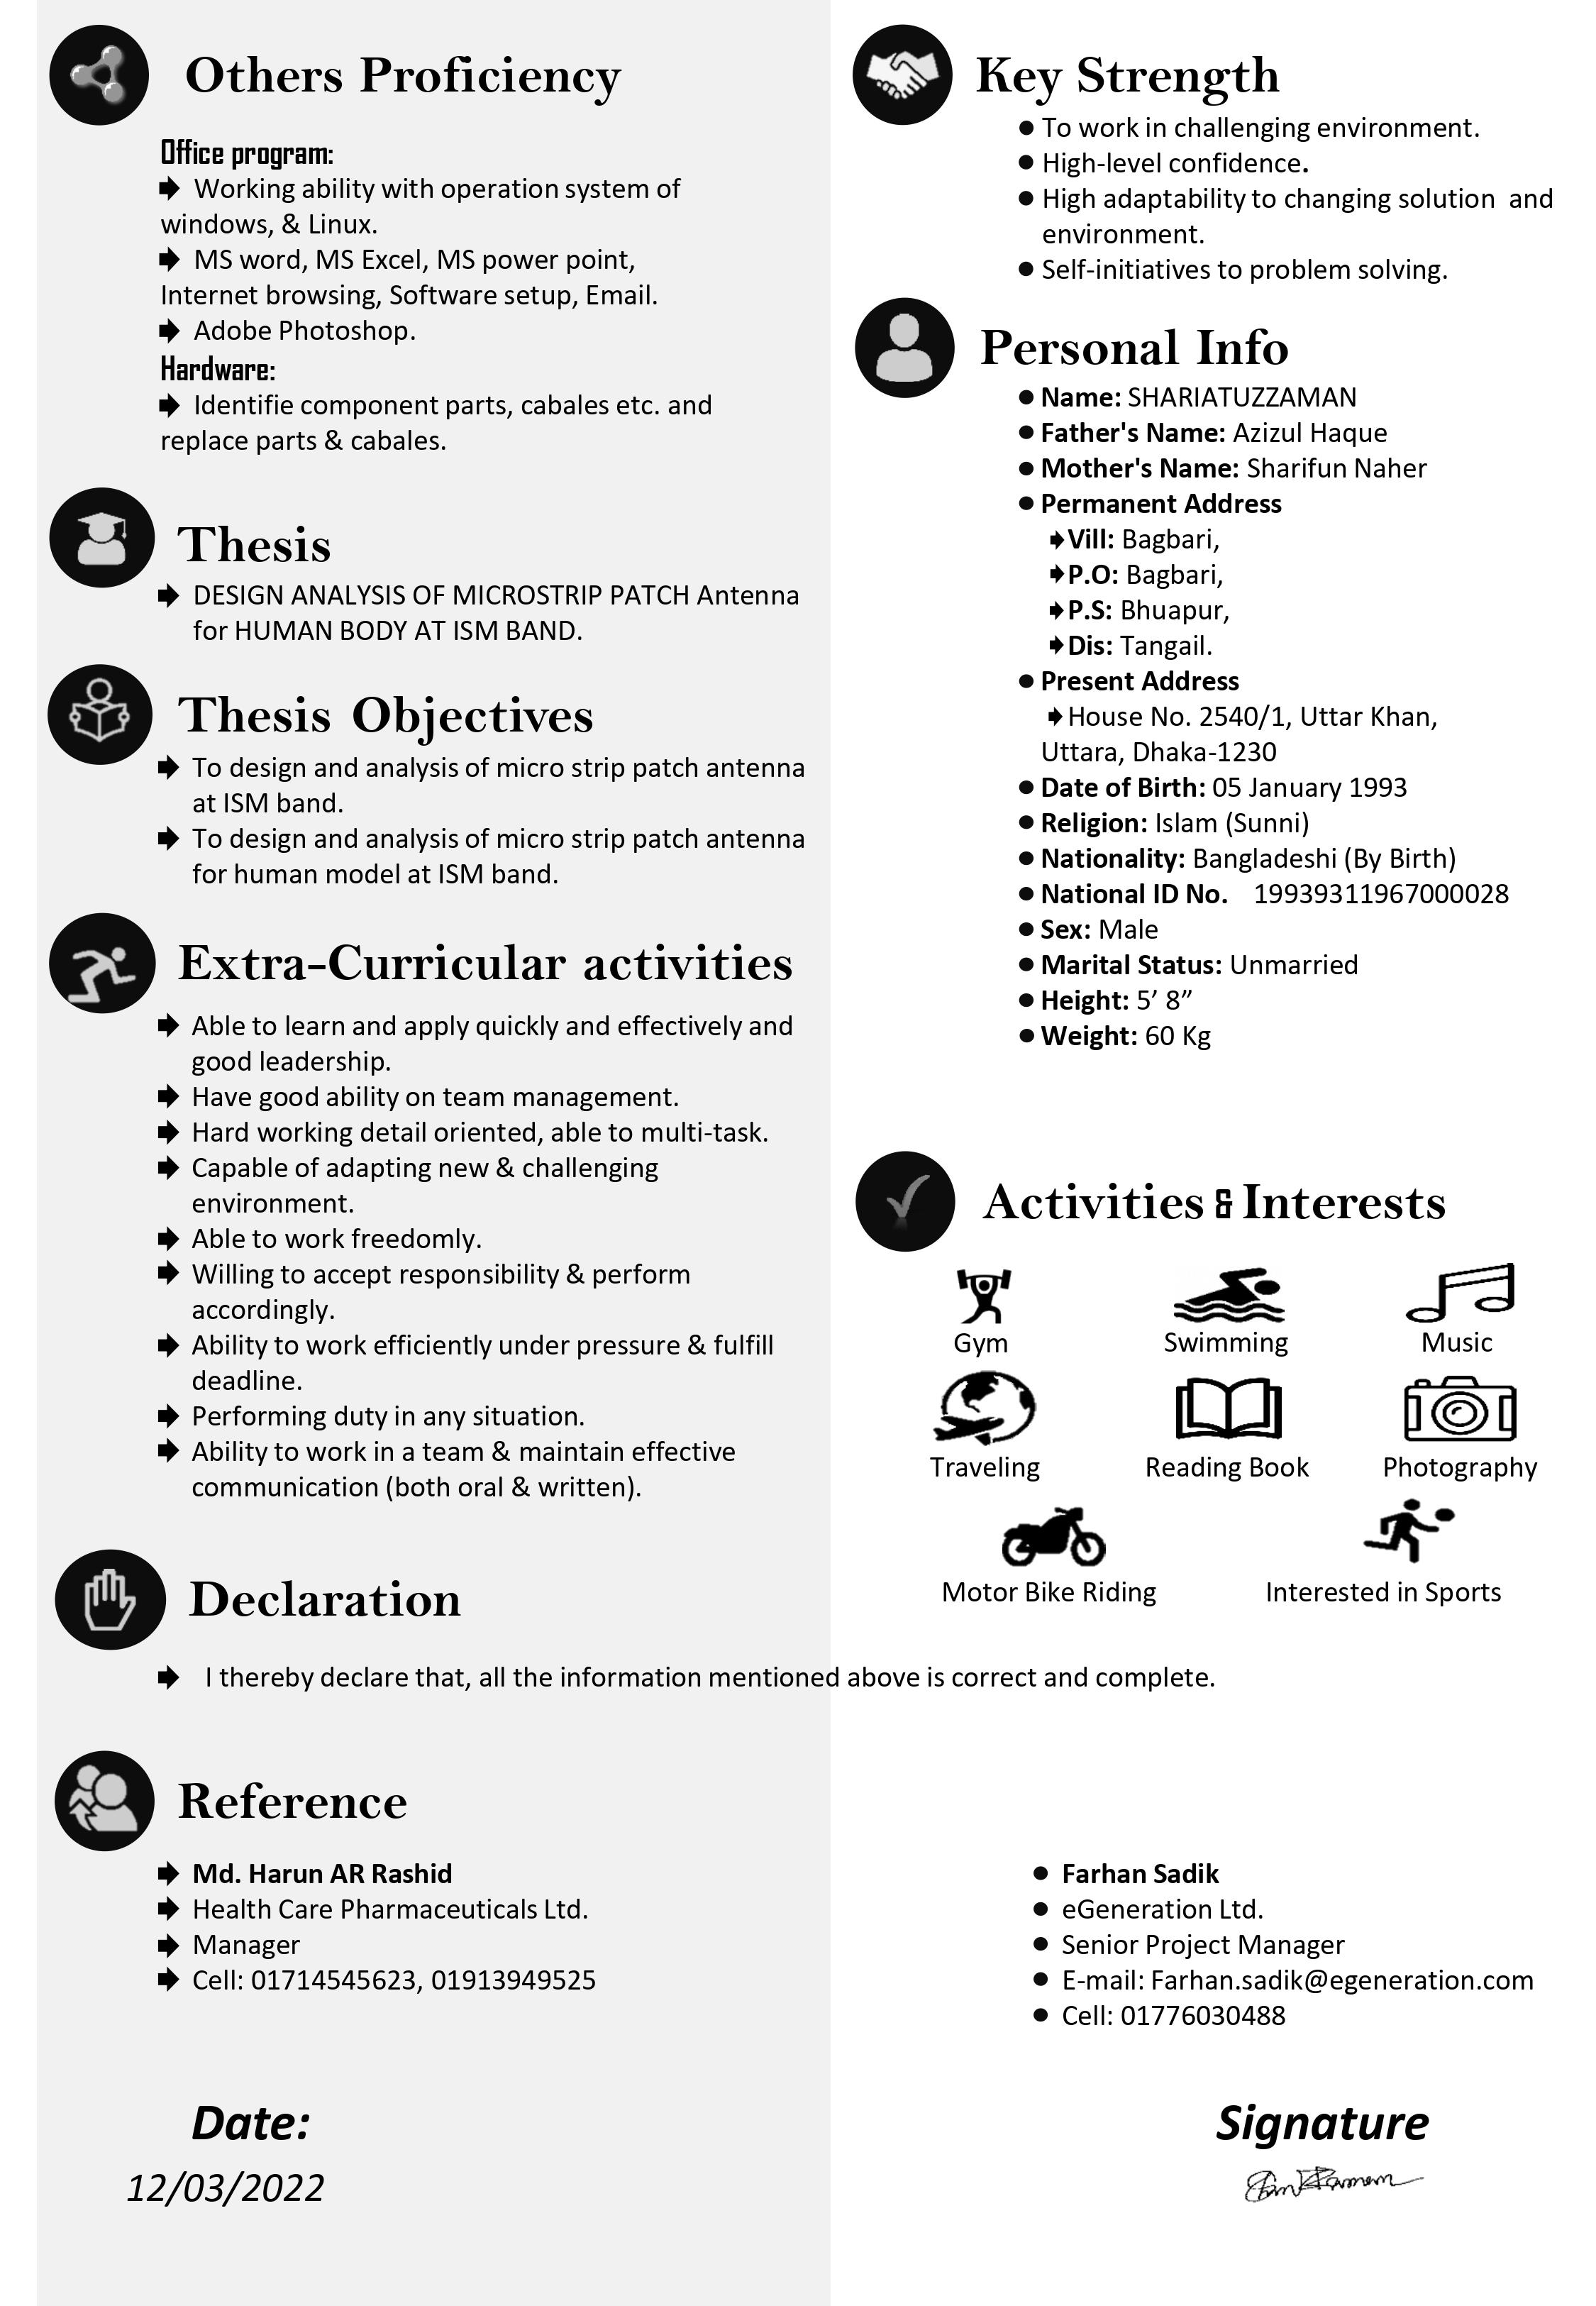 Others Proficiency
Office program:
Working ability with operation system of
windows, & Linux.
MS word, MS Excel, MS power point,
Internet browsing, Software setup, Email.
Adobe Photoshop.
Hardware:
Identifie component parts, cabales etc. and
replace parts & cabales.
Thesis
DESIGN ANALYSIS OF MICROSTRIP PATCH Antenna
for HUMAN BODY AT ISM BAND.
Thesis Objectives
To design and analysis of micro strip patch antenna
at ISM band.
To design and analysis of micro strip patch antenna
for human model at ISM band.
Extra-Curricular activities
Able to learn and apply quickly and effectively and
good leadership.
Have good ability on team management.
Hard working detail oriented, able to multi-task.
Capable of adapting new & challenging
environment.
Able to work freedomly.
Willing to accept responsibility & perform
accordingly.
Ability to work efficiently under pressure & fulfill
deadline.
Performing duty in any situation.
Ability to work in a team & maintain effective
communication (both oral & written).
Key Strength
To work in challenging environment.
High-level confidence.
High adaptability to changing solution and
environment.
Self-initiatives to problem solving.
Personal Info
Name: SHARIATUZZAMAN
Father's Name: Azizul Haque
Mother's Name: Sharifun Naher
Permanent Address
Vill: Bagbari,
P.O: Bagbari,
P.S: Bhuapur,
Dis: Tangail.
Present Address
House No. 2540/1, Uttar Khan,
Uttara, Dhaka-1230
Date of Birth: 05 January 1993
Religion: Islam (Sunni)
Nationality: Bangladeshi (By Birth)
National ID No. 19939311967000028
Sex: Male
Marital Status: Unmarried
Height: 5’ 8”
Weight: 60 Kg
Activities & Interests
Gym Swimming Music
Traveling Reading Book Photography
Motor Bike Riding Interested in Sports
Declaration
I thereby declare that, all the information mentioned above is correct and complete.
Reference
Md. Harun AR Rashid
Health Care Pharmaceuticals Ltd.
Manager
Cell: 01714545623, 01913949525
Farhan Sadik
eGeneration Ltd.
Senior Project Manager
E-mail: Farhan.sadik@egeneration.com
Cell: 01776030488
Date:
12/03/2022
Signature